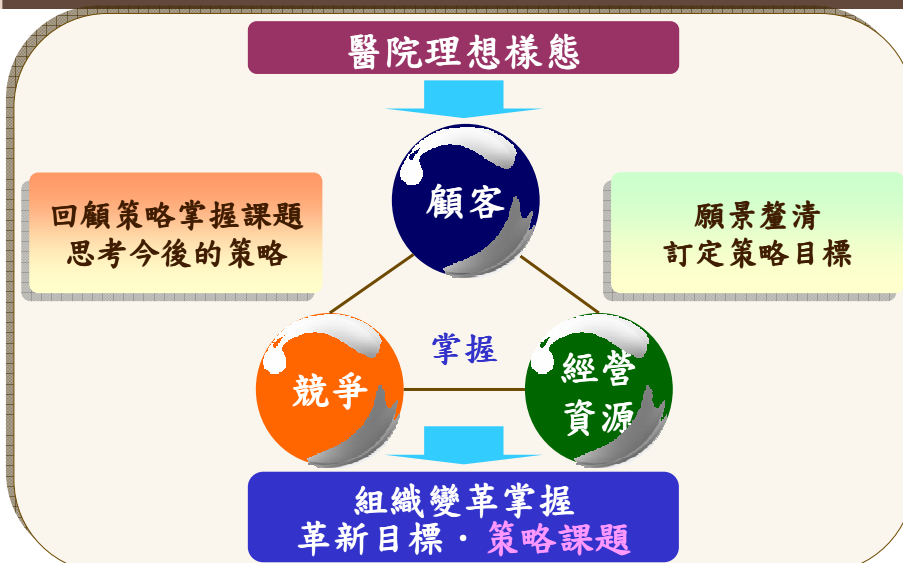 醫院理想樣態
顧客
回顧策略掌握課題
思考今後的策略
願景釐清
訂定策略目標
掌握
競爭
經營
資源
組織變革掌握
革新目標・策略課題